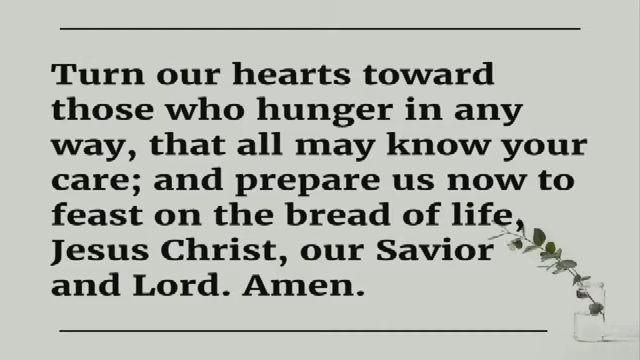 Turn our hearts toward
those who hunger in any
way, that all may know your
care; and prepare us now to
feast on the bread of life,
Jesus Christ, our Savior
and Lord. Amen.